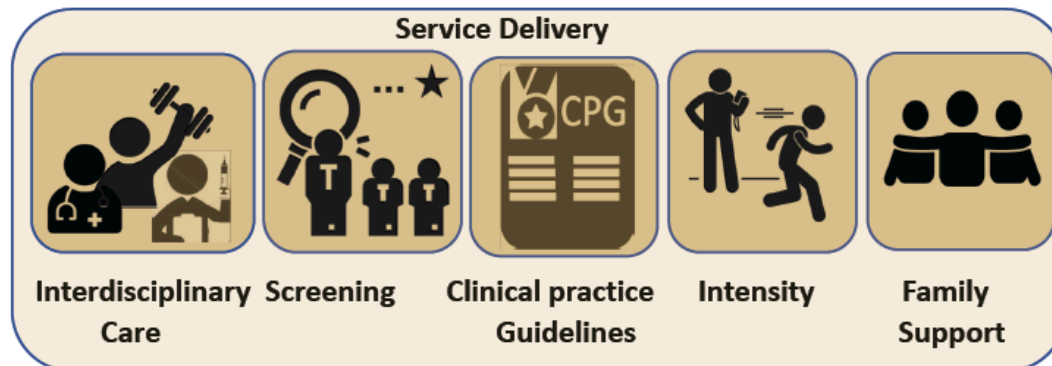 Service Delivery
... ★
T T T
CPG
Interdisciplinary Screening Clinical practice Intensity Family
Care Guidelines Support